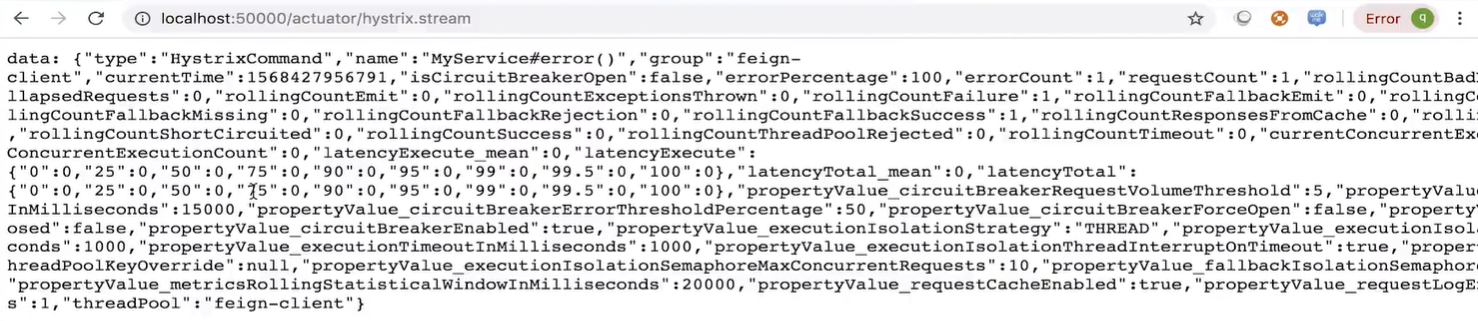 localhost:50000/actuator/hystrix.stream
Error q
data: {"type":"HystrixCommand","name":"MyService#error()","group":"feign-
client","currentTime":1568427956791,"isCircuitBreakerOpen":false,"errorPercentage":100,"errorCount":1,"requestCount":1,"rollingCountBad
llapsedRequests":0,"rollingCountEmit":0,"rollingCountExceptionsThrown":0,"rollingCountFailure":1,"rollingCountFallbackEmit":0,"rollingC
lingCountFallbackMissing":0,"rollingCountFallbackRejection":0,"rollingCountFallbackSuccess":1,"rollingCountResponsesFromCache":0,"rolli
,"rollingCountShortCircuited":0,"rollingCountSuccess":0,"rollingCountThreadPoolRejected":0,"rollingCountTimeout":0,"currentConcurrentEx
ConcurrentExecutionCount":0,"latencyExecute_mean":0,"latencyExecute":
{"0":0,"25":0,"50":0,"75":0,"90":0,"95":0,"99":0,"99.5":0,"100":0},"latencyTotal_mean":0,"latencyTotal":
{"0":0,"25":0,"50":0,"75":0,"90":0,"95":0,"99":0,"99.5":0,"100":0},"propertyValue_circuitBreakerRequestVolumeThreshold":5,"propertyValu
InMilliseconds":15000,"propertyValue_circuitBreakerErrorThresholdPercentage":50,"propertyValue_circuitBreakerForceOpen":false,"property
osed":false,"propertyValue_circuitBreakerEnabled":true,"propertyValue_executionIsolationStrategy":"THREAD","propertyValue_executionIsol
conds":1000,"propertyValue_executionTimeoutInMilliseconds":1000,"propertyValue_executionIsolationThreadInterruptOnTimeout":true,"proper
hreadPoolKeyOverride":null,"propertyValue_executionIsolationSemaphoreMaxConcurrentRequests":10,"propertyValue_fallbackIsolationSemaphor
"propertyValue_metricsRollingStatisticalWindowInMilliseconds":20000,"propertyValue_requestCacheEnabled":true,"propertyValue_requestLogE
s":1,"threadPool":"feign-client"}